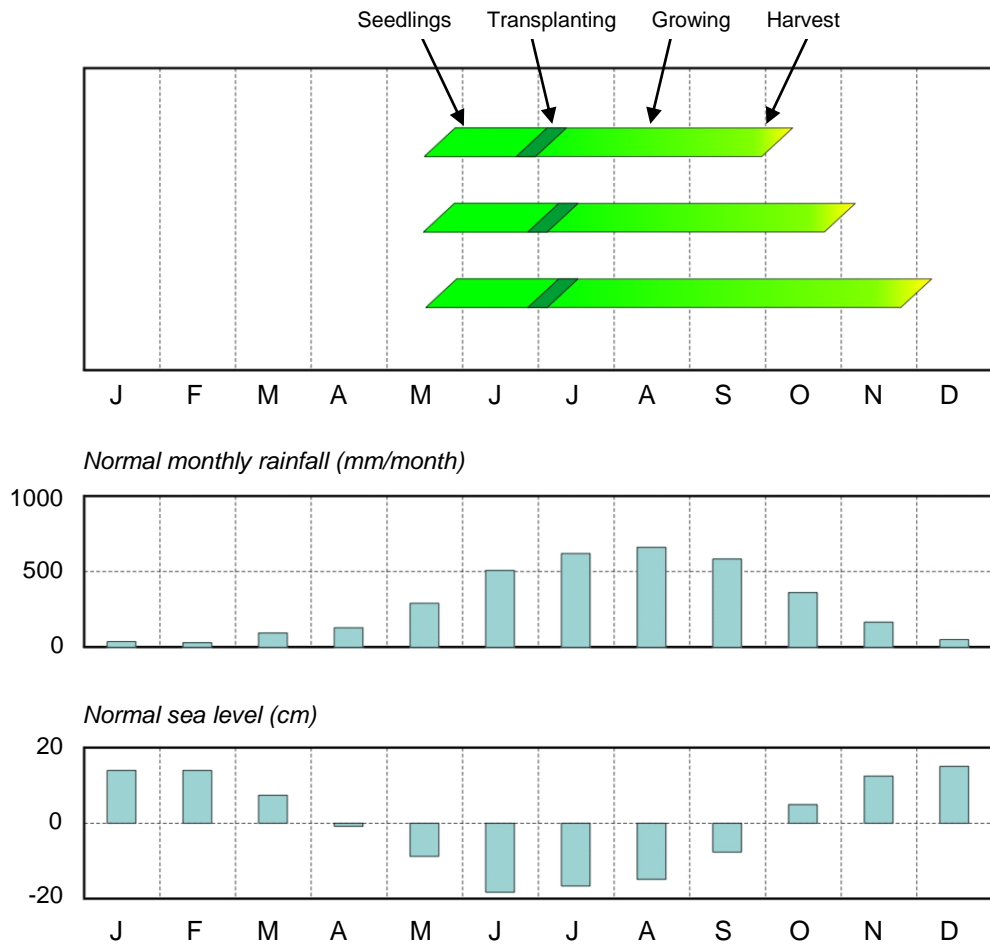 Seedlings Transplanting Growing Harvest
J F M A M J J A S O N D
Normal monthly rainfall (mm/month)
1000
500
0
Normal sea level (cm)
20
0
-20
J F M A M J J A S O N D